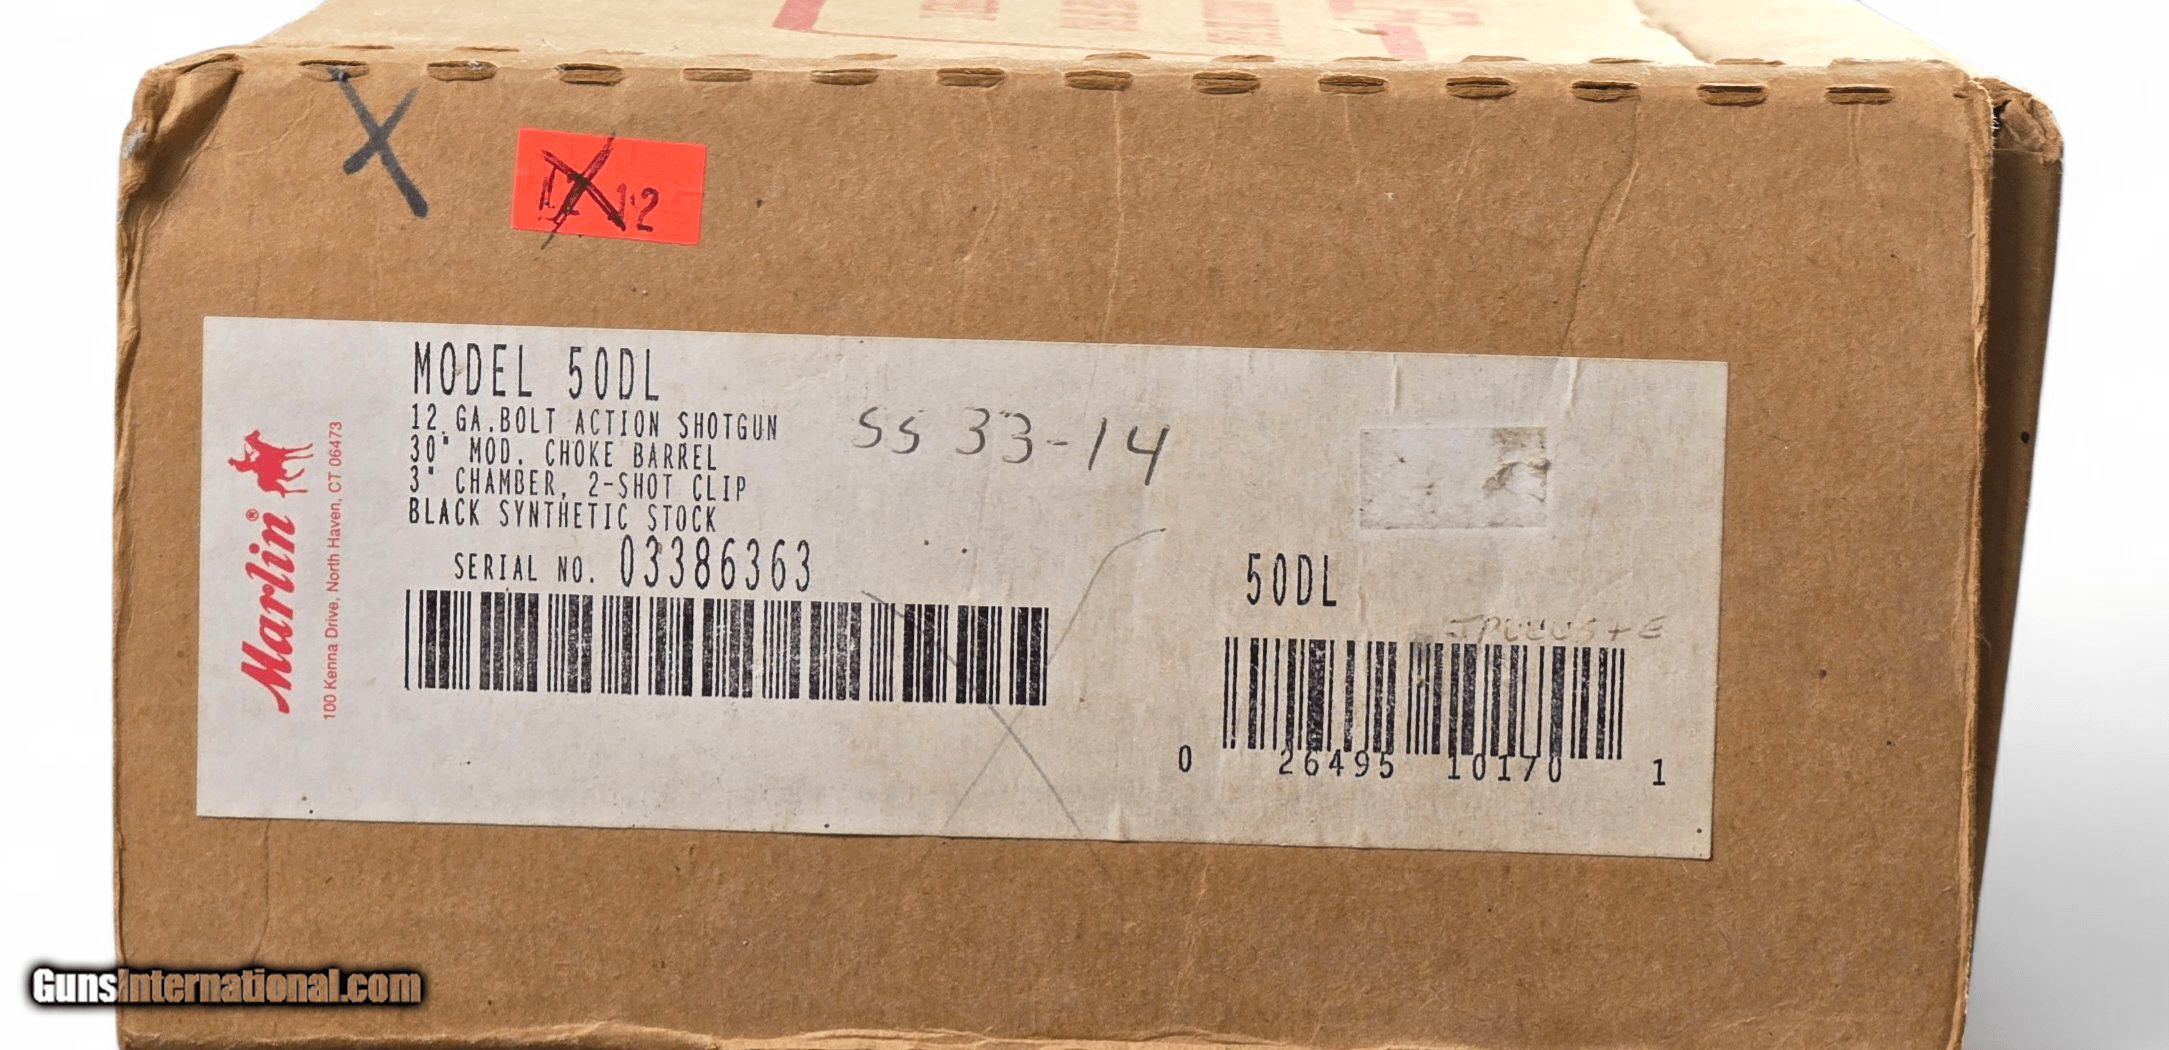 X
12
MODEL 50DL
12 GA. BOLT ACTION SHOTGUN
30" MOD. CHOKE BARREL
3" CHAMBER, 2-SHOT CLIP
BLACK SYNTHETIC STOCK
SERIAL NO. 03386363
SS 33-14
50DL
0 26495 10170 1
Marlin®
100 Kenna Drive, North Haven, CT 06473
GunsInternational.com